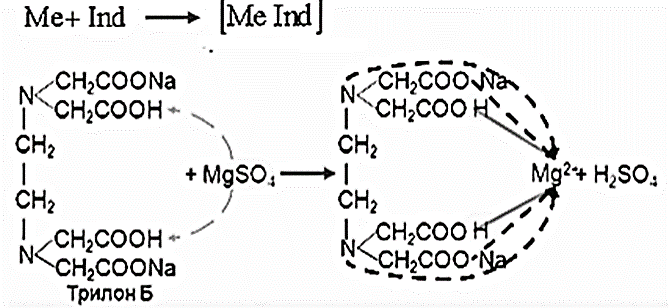 Me+ Ind → [Me Ind]
CH₂COONa CH₂COO Na
N N
CH₂COOH CH₂COO H
CH₂ CH₂
+ MgSO₄ → Mg²⁺ + H₂SO₄
CH₂ CH₂
CH₂COOH CH₂COO H
N N
CH₂COONa CH₂COO Na
Трилон Б